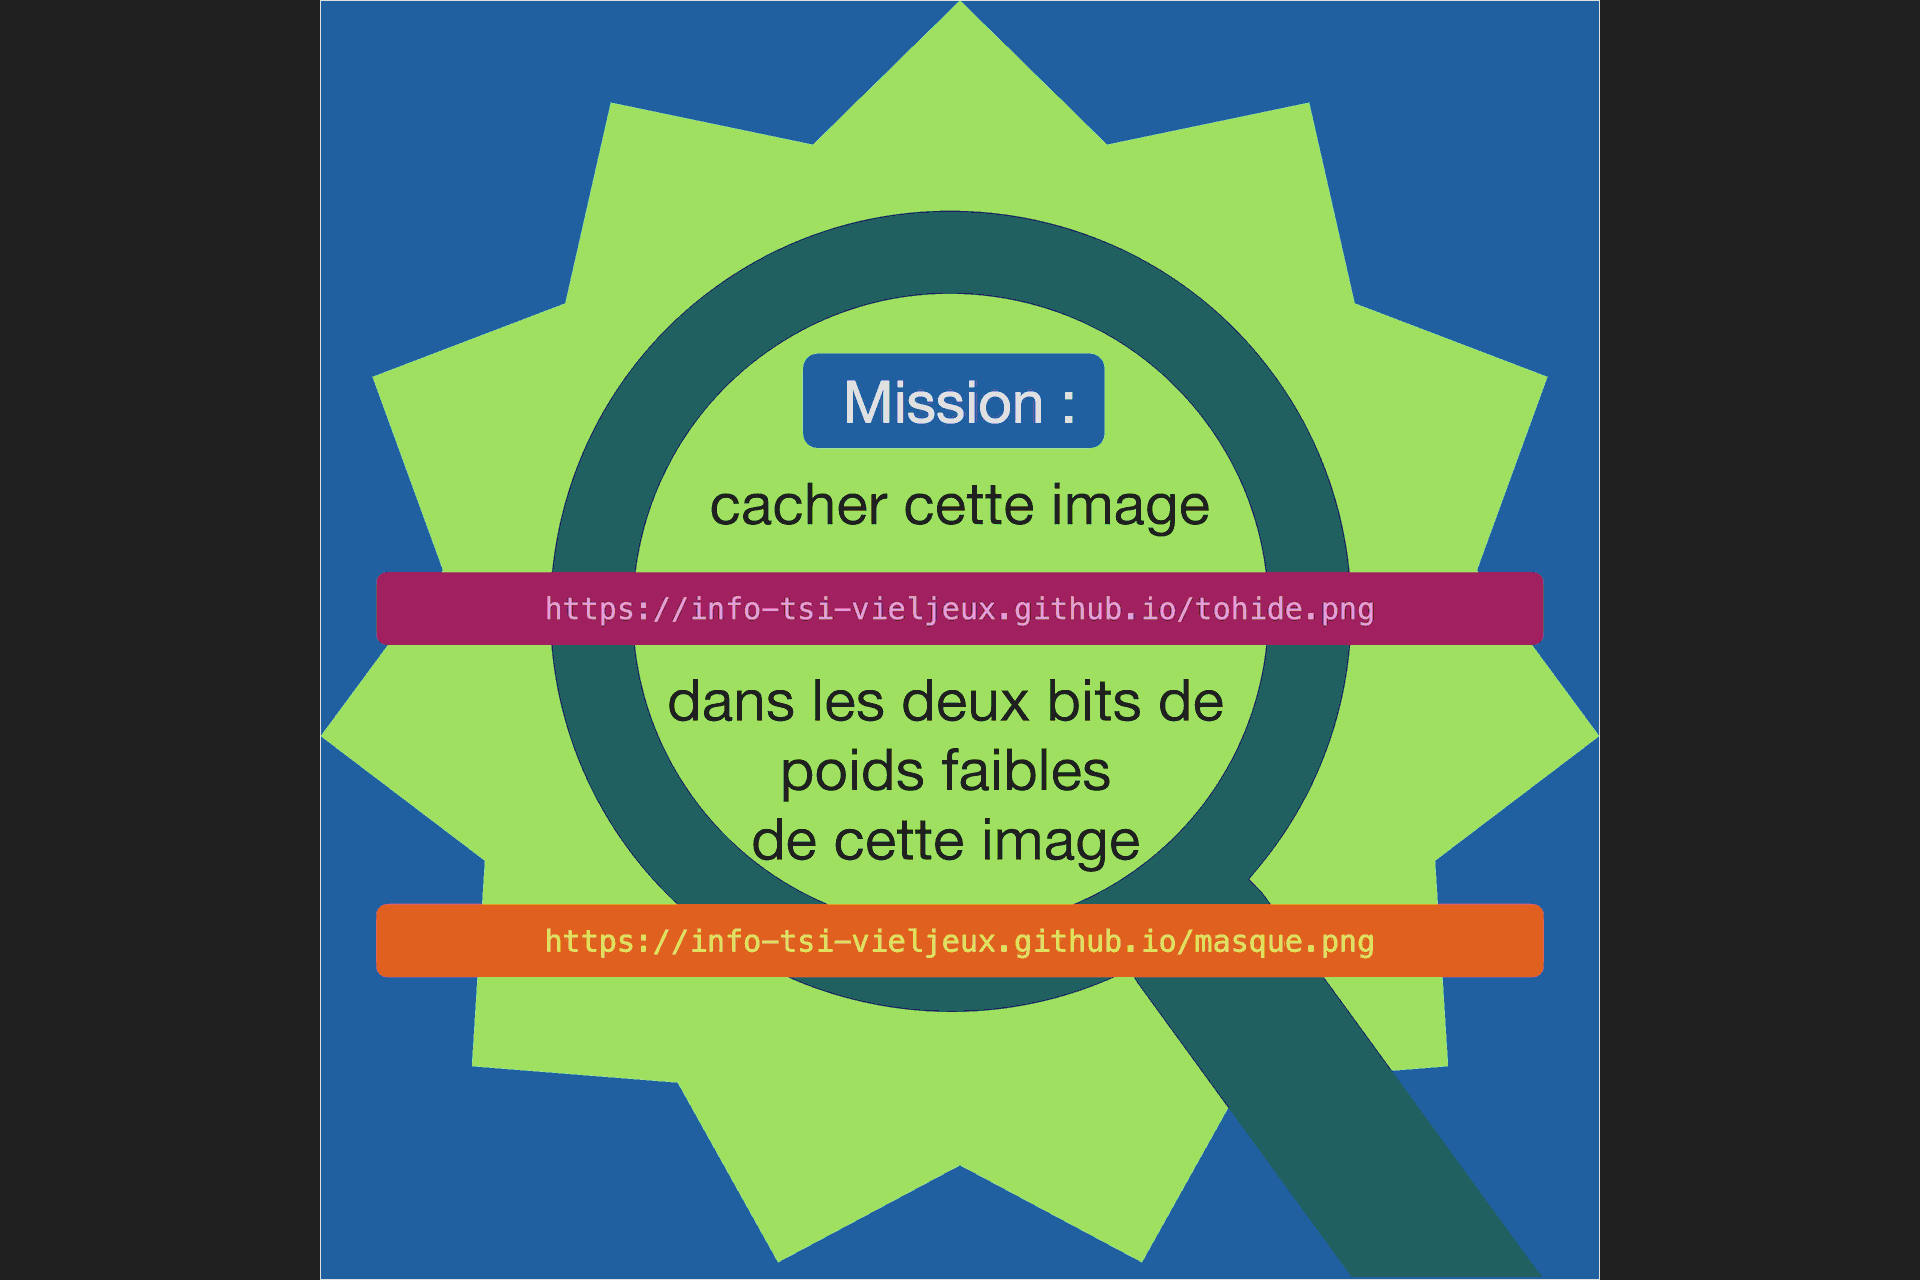 Mission :
cacher cette image
https://info-tsi-vieljeux.github.io/tohide.png
dans les deux bits de
poids faibles
de cette image
https://info-tsi-vieljeux.github.io/masque.png